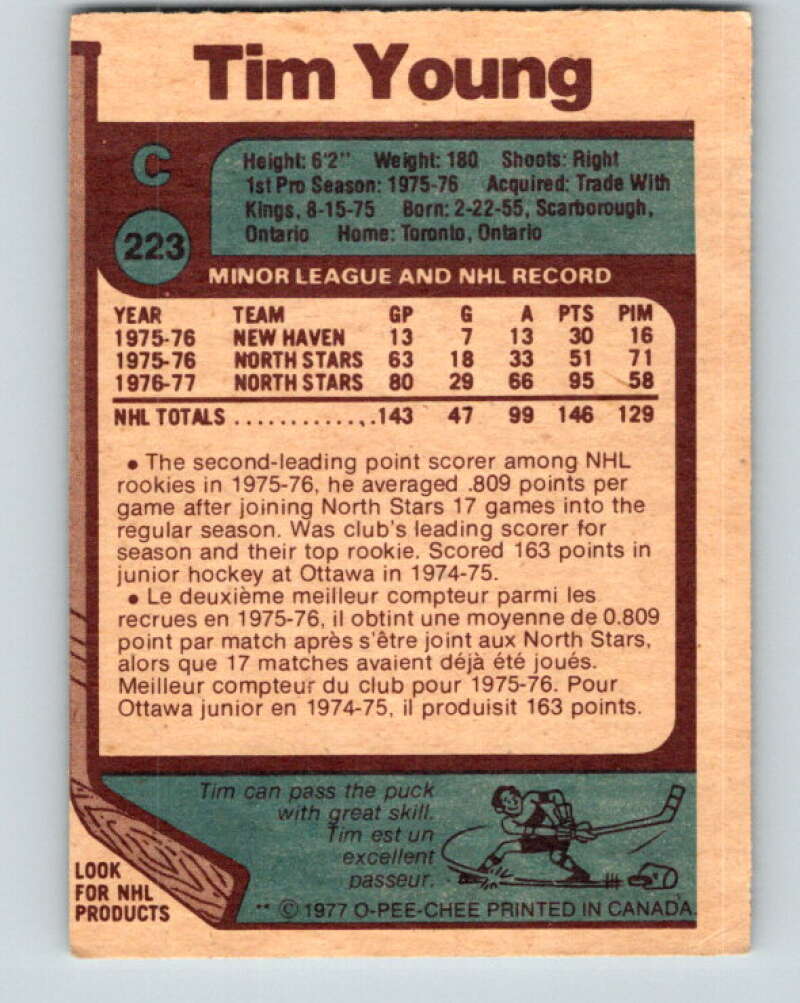 Tim Young
C
223
Height: 6'2" Weight: 180 Shoots: Right
1st Pro Season: 1975-76 Acquired: Trade With
Kings, 8-15-75 Born: 2-22-55, Scarborough,
Ontario Home: Toronto, Ontario
MINOR LEAGUE AND NHL RECORD
YEAR TEAM GP G A PTS PIM
1975-76 NEW HAVEN 13 7 13 30 16
1975-76 NORTH STARS 63 18 33 51 71
1976-77 NORTH STARS 80 29 66 95 58
NHL TOTALS .............. 143 47 99 146 129
• The second-leading point scorer among NHL
rookies in 1975-76, he averaged .809 points per
game after joining North Stars 17 games into the
regular season. Was club's leading scorer for
season and their top rookie. Scored 163 points in
junior hockey at Ottawa in 1974-75.
• Le deuxième meilleur compteur parmi les
recrues en 1975-76, il obtint une moyenne de 0.809
point par match après s'être joint aux North Stars,
alors que 17 matches avaient déjà été joués.
Meilleur compteur du club pour 1975-76. Pour
Ottawa junior en 1974-75, il produisit 163 points.
Tim can pass the puck
with great skill.
Tim est un
excellent
passeur.
LOOK
FOR NHL
PRODUCTS
** © 1977 O-PEE-CHEE PRINTED IN CANADA